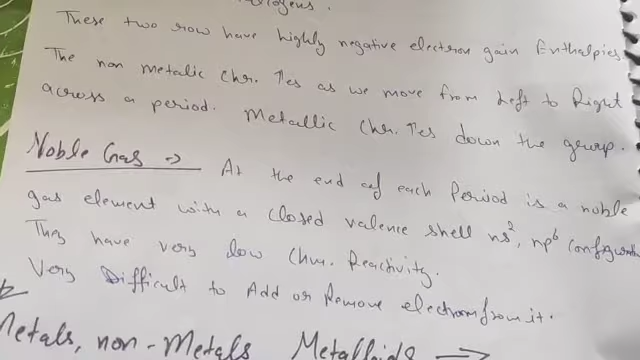 These two row have highly negative electron gain Enthalpies
The non metalic Chr. ↑es as we move from Left to Right
across a period. Metallic Chr. ↑es down the group.
Noble Gas → At the end of each Period is a noble
gas element with a closed valence shell ns², np⁶ configuration
They have very low Chm. Reactivity.
Very Difficult to Add or Remove electron from it.
Metals, non-Metals Metalloids →